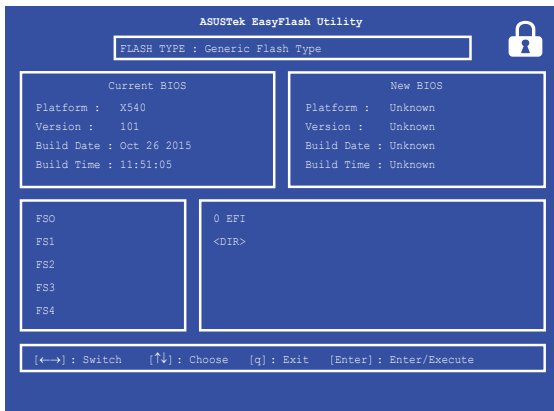 ASUSTek EasyFlash Utility
FLASH TYPE : Generic Flash Type
Current BIOS
Platform : X540
Version : 101
Build Date : Oct 26 2015
Build Time : 11:51:05
New BIOS
Platform : Unknown
Version : Unknown
Build Date : Unknown
Build Time : Unknown
FS0
FS1
FS2
FS3
FS4
0 EFI
<DIR>
[←→] : Switch [↑↓] : Choose [q] : Exit [Enter] : Enter/Execute